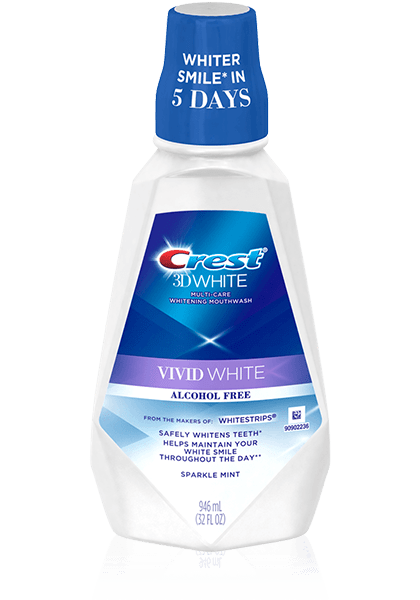 WHITER
SMILE* IN
5 DAYS
Crest®
3DWHITE
MULTI-CARE
WHITENING MOUTHWASH
VIVID WHITE
ALCOHOL FREE
FROM THE MAKERS OF: WHITESTRIPS®
90902236
SAFELY WHITENS TEETH*
HELPS MAINTAIN YOUR
WHITE SMILE
THROUGHOUT THE DAY**
SPARKLE MINT
946 mL
(32 FL OZ)